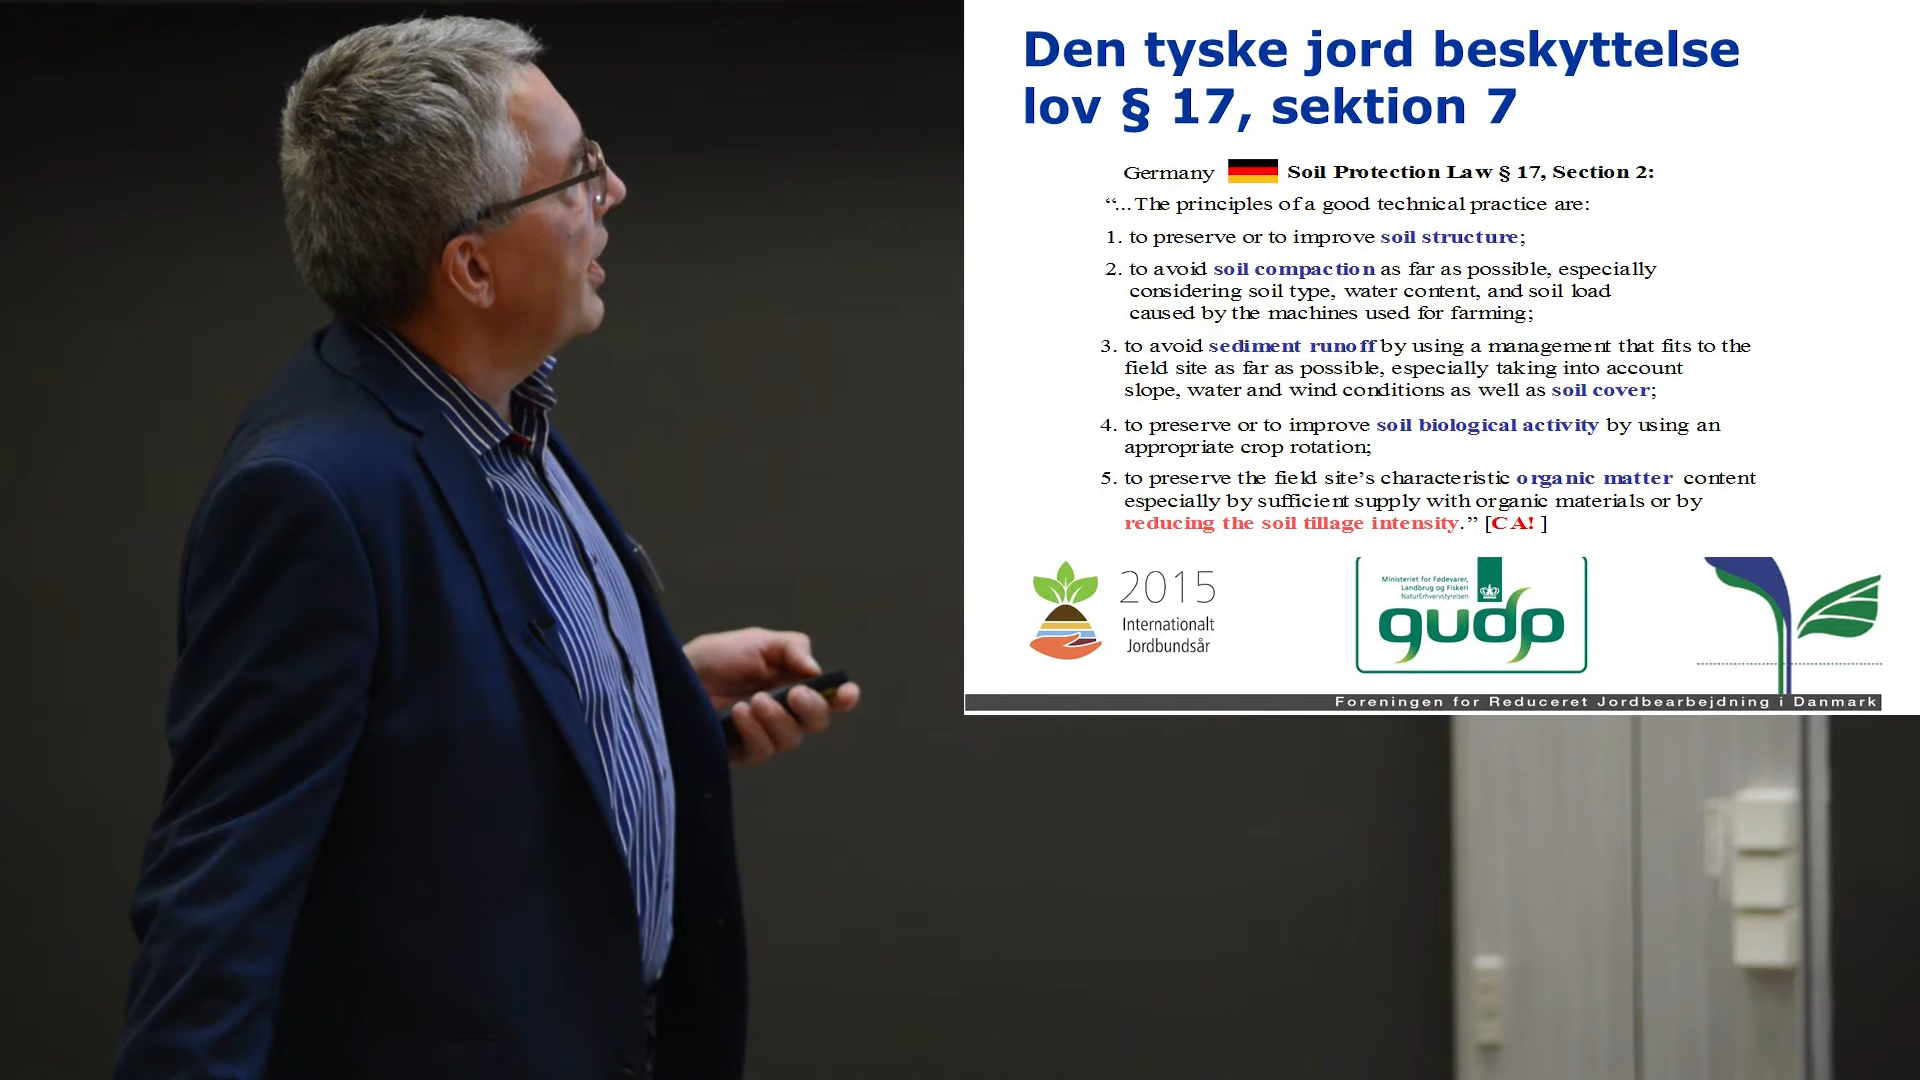 Den tyske jord beskyttelse
lov § 17, sektion 7
Germany Soil Protection Law § 17, Section 2:
“... The principles of a good technical practice are:
1. to preserve or to improve soil structure;
2. to avoid soil compaction as far as possible, especially
considering soil type, water content, and soil load
caused by the machines used for farming;
3. to avoid sediment runoff by using a management that fits to the
field site as far as possible, especially taking into account
slope, water and wind conditions as well as soil cover;
4. to preserve or to improve soil biological activity by using an
appropriate crop rotation;
5. to preserve the field site’s characteristic organic matter content
especially by sufficient supply with organic materials or by
reducing the soil tillage intensity.” [CA! ]
2015
Internationalt
Jordbundsår
Ministeriet for Fødevarer,
Landbrug og Fiskeri
NaturErhvervstyrelsen
gudp
Foreningen for Reduceret Jordbearbejdning i Danmark